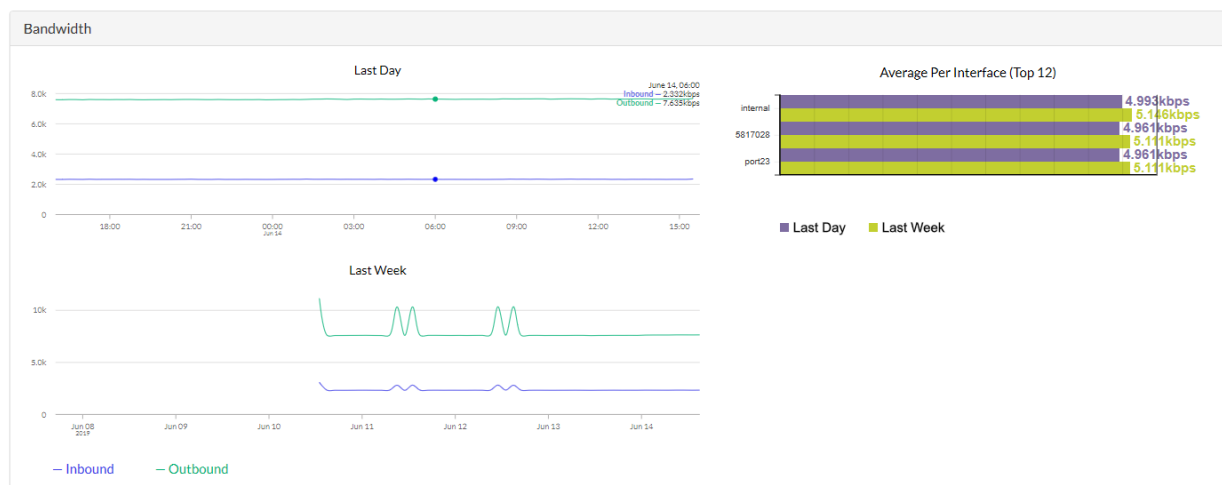 Bandwidth
Last Day
June 14, 06:00
Inbound — 2.332kbps
Outbound — 7.635kbps
8.0k
6.0k
4.0k
2.0k
0
18:00 21:00 00:00 03:00 06:00 09:00 12:00 15:00
Jun 14
Average Per Interface (Top 12)
internal 4.993kbps
5.146kbps
5817028 4.961kbps
5.111kbps
port23 4.961kbps
5.111kbps
Last Day Last Week
Last Week
10k
5.0k
0
Jun 08 Jun 09 Jun 10 Jun 11 Jun 12 Jun 13 Jun 14
2019
— Inbound — Outbound